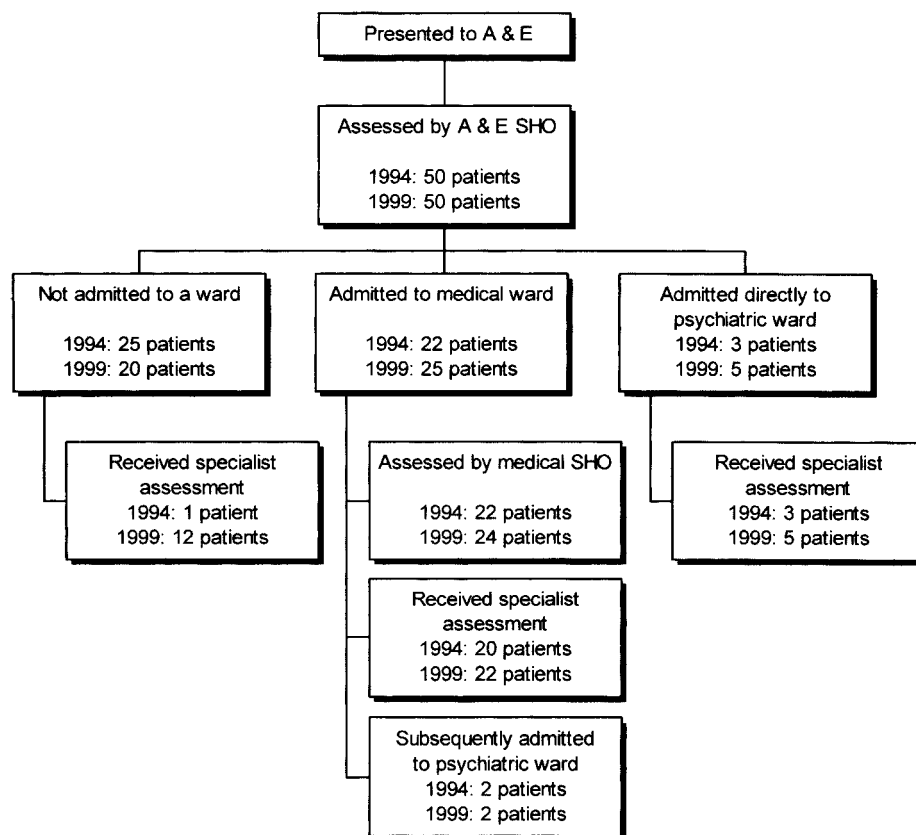 Presented to A & E
Assessed by A & E SHO
1994: 50 patients
1999: 50 patients
Not admitted to a ward
1994: 25 patients
1999: 20 patients
Admitted to medical ward
1994: 22 patients
1999: 25 patients
Admitted directly to
psychiatric ward
1994: 3 patients
1999: 5 patients
Received specialist
assessment
1994: 1 patient
1999: 12 patients
Assessed by medical SHO
1994: 22 patients
1999: 24 patients
Received specialist
assessment
1994: 3 patients
1999: 5 patients
Received specialist
assessment
1994: 20 patients
1999: 22 patients
Subsequently admitted
to psychiatric ward
1994: 2 patients
1999: 2 patients